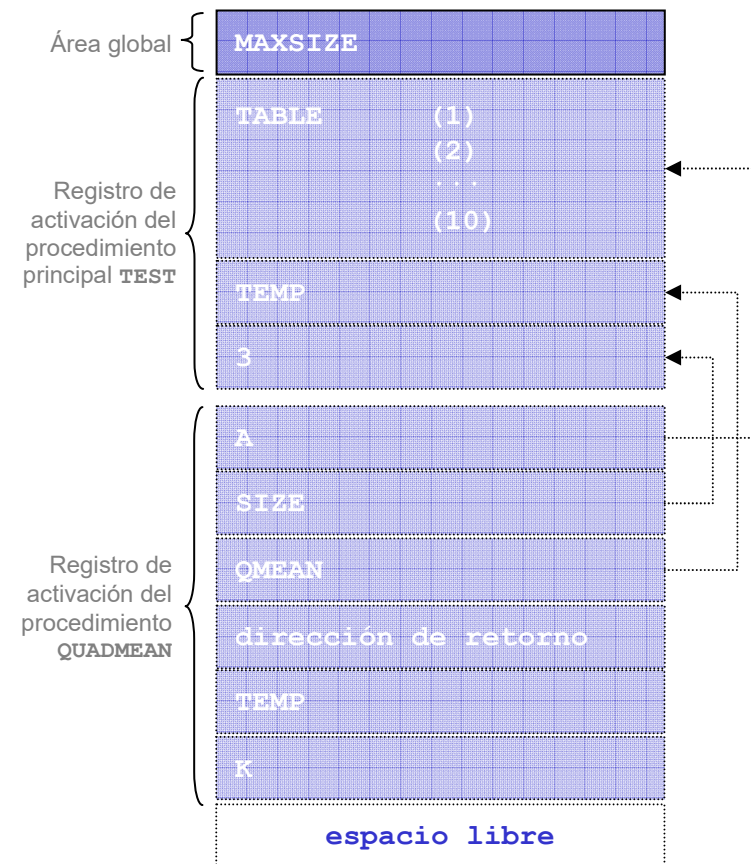 Área global
MAXSIZE
TABLE (1)
(2)
...
(10)
Registro de
activación del
procedimiento
principal TEST
TEMP
3
A
SIZE
QMEAN
Registro de
activación del
procedimiento
QUADMEAN
dirección de retorno
TEMP
K
espacio libre